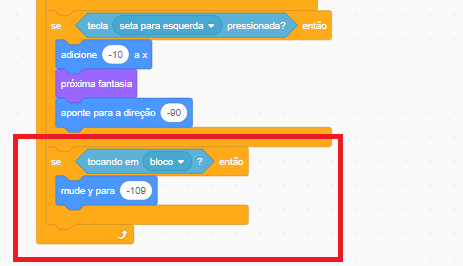 se tecla seta para esquerda pressionada? então
adicione -10 a x
próxima fantasia
aponte para a direção -90
se tocando em bloco ? então
mude y para -109